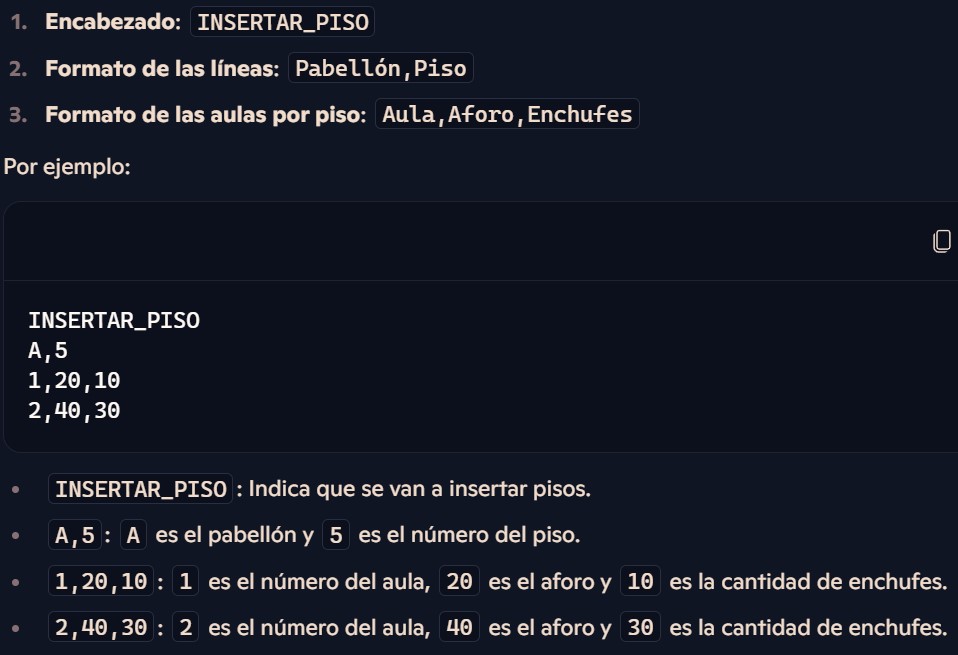 1. Encabezado: INSERTAR_PISO
2. Formato de las líneas: Pabellón,Piso
3. Formato de las aulas por piso: Aula,Aforo,Enchufes
Por ejemplo:
INSERTAR_PISO
A,5
1,20,10
2,40,30
• INSERTAR_PISO: Indica que se van a insertar pisos.
• A,5: A es el pabellón y 5 es el número del piso.
• 1,20,10: 1 es el número del aula, 20 es el aforo y 10 es la cantidad de enchufes.
• 2,40,30: 2 es el número del aula, 40 es el aforo y 30 es la cantidad de enchufes.